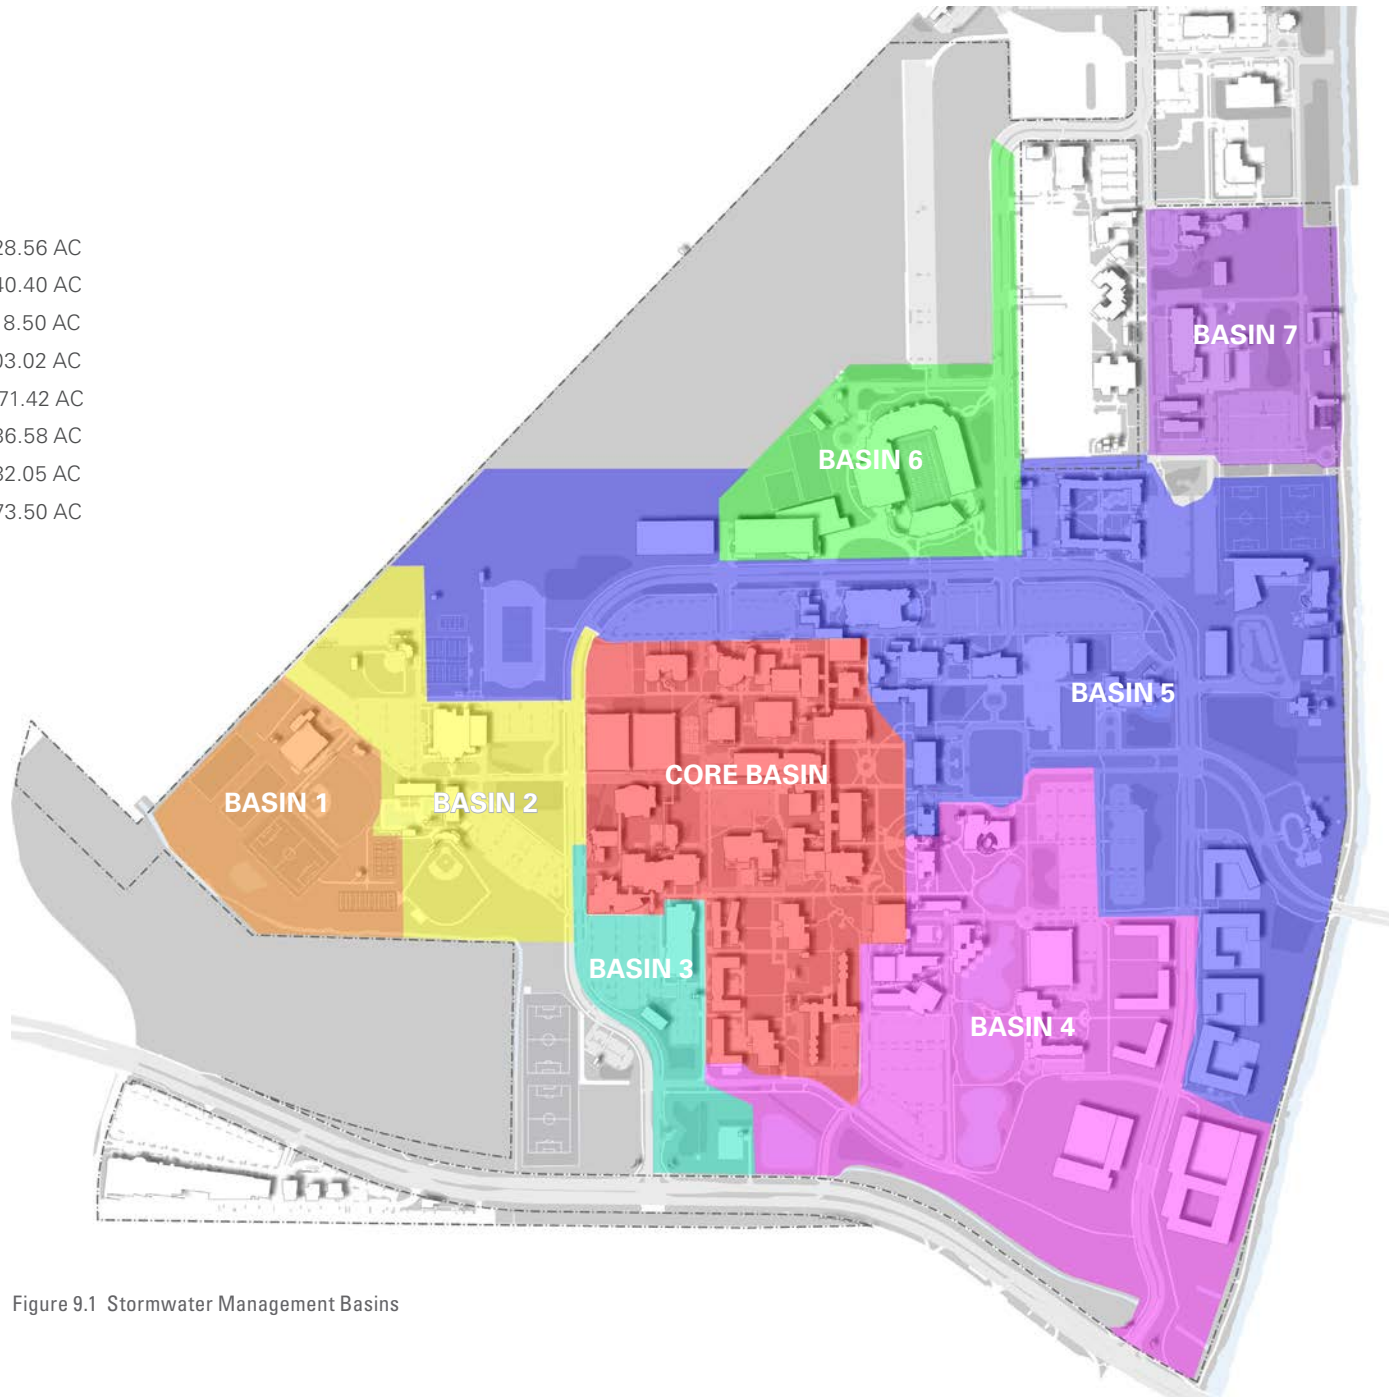 28.56 AC
40.40 AC
8.50 AC
03.02 AC
71.42 AC
36.58 AC
32.05 AC
73.50 AC
BASIN 7
BASIN 6
BASIN 5
CORE BASIN
BASIN 1
BASIN 2
BASIN 3
BASIN 4
Figure 9.1 Stormwater Management Basins